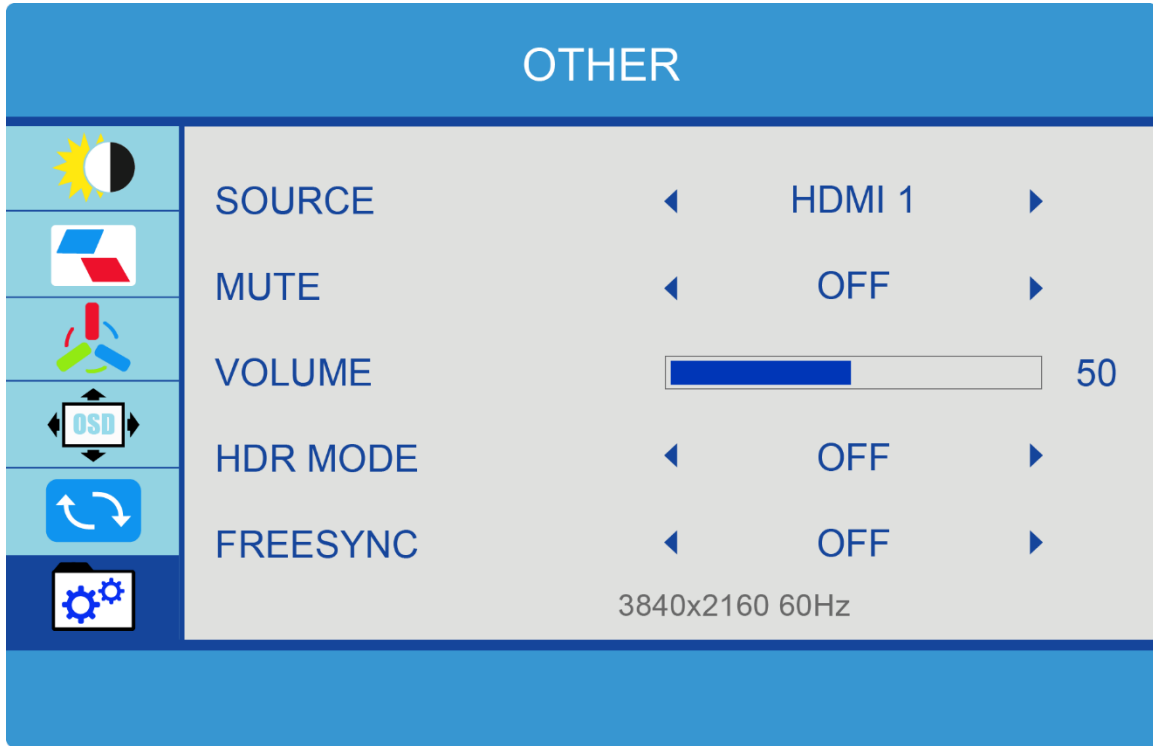 OTHER
SOURCE HDMI 1
MUTE OFF
VOLUME 50
OSD
HDR MODE OFF
FREESYNC OFF
3840x2160 60Hz